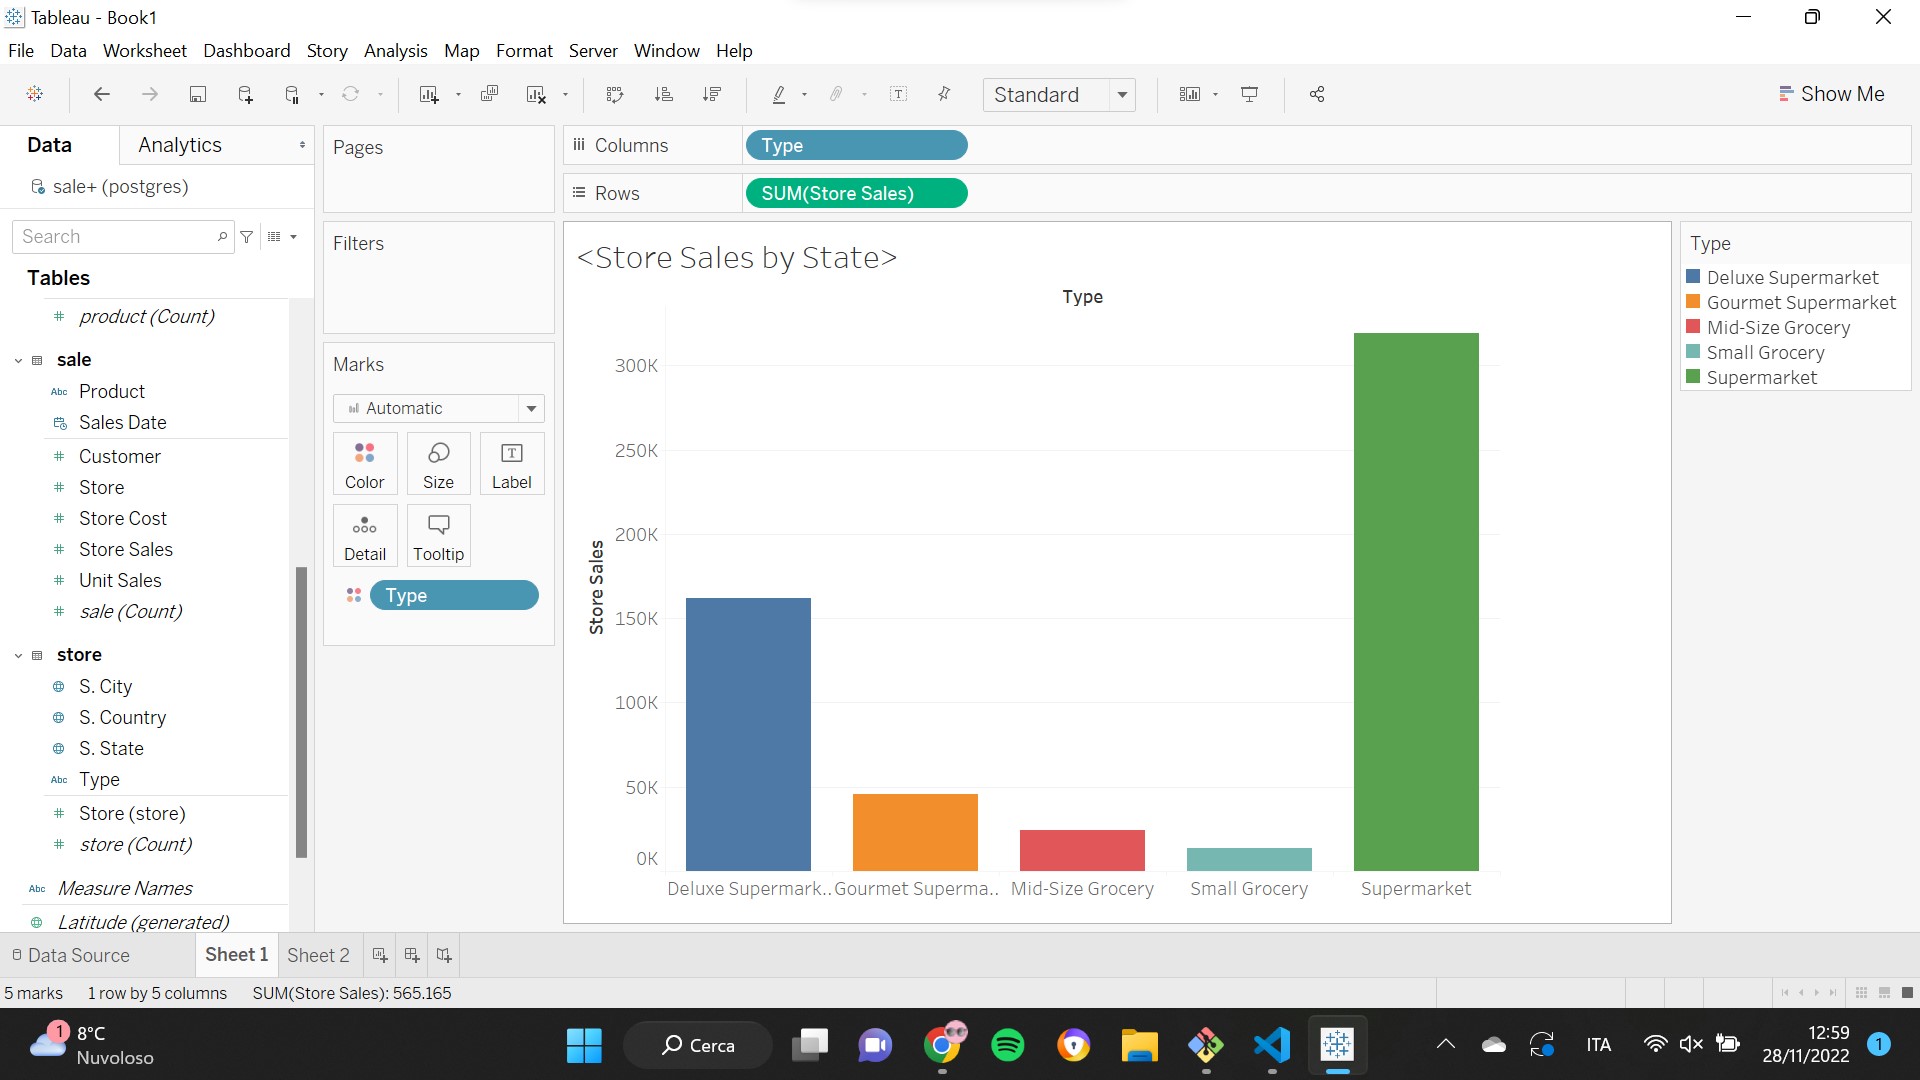 Tableau - Book1
File Data Worksheet Dashboard Story Analysis Map Format Server Window Help
Standard
Show Me
Data
Analytics
sale+ (postgres)
Search
Tables
# product (Count)
sale
Abc Product
Sales Date
# Customer
# Store
# Store Cost
# Store Sales
# Unit Sales
# sale (Count)
store
S. City
S. Country
S. State
Abc Type
# Store (store)
# store (Count)
Abc Measure Names
Latitude (generated)
Pages
Filters
Marks
Automatic
Color
Size
Label
Detail
Tooltip
Type
Columns
Type
Rows
SUM(Store Sales)
<Store Sales by State>
Type
Store Sales
300K
250K
200K
150K
100K
50K
0K
Deluxe Supermark..
Gourmet Superma..
Mid-Size Grocery
Small Grocery
Supermarket
Type
Deluxe Supermarket
Gourmet Supermarket
Mid-Size Grocery
Small Grocery
Supermarket
Data Source
Sheet 1
Sheet 2
5 marks
1 row by 5 columns
SUM(Store Sales): 565.165
1
8°C
Nuvoloso
Cerca
ITA
12:59
28/11/2022
1